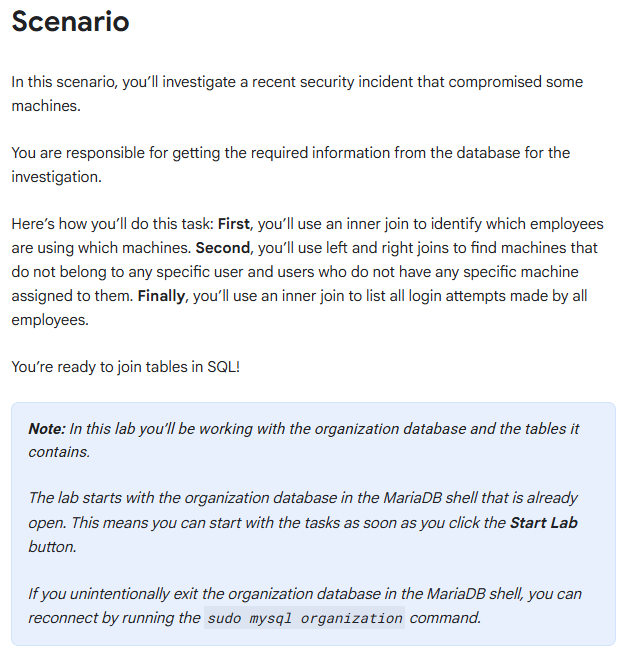 Scenario
In this scenario, you’ll investigate a recent security incident that compromised some
machines.
You are responsible for getting the required information from the database for the
investigation.
Here’s how you’ll do this task: First, you’ll use an inner join to identify which employees
are using which machines. Second, you’ll use left and right joins to find machines that
do not belong to any specific user and users who do not have any specific machine
assigned to them. Finally, you’ll use an inner join to list all login attempts made by all
employees.
You’re ready to join tables in SQL!
Note: In this lab you’ll be working with the organization database and the tables it
contains.
The lab starts with the organization database in the MariaDB shell that is already
open. This means you can start with the tasks as soon as you click the Start Lab
button.
If you unintentionally exit the organization database in the MariaDB shell, you can
reconnect by running the sudo mysql organization command.